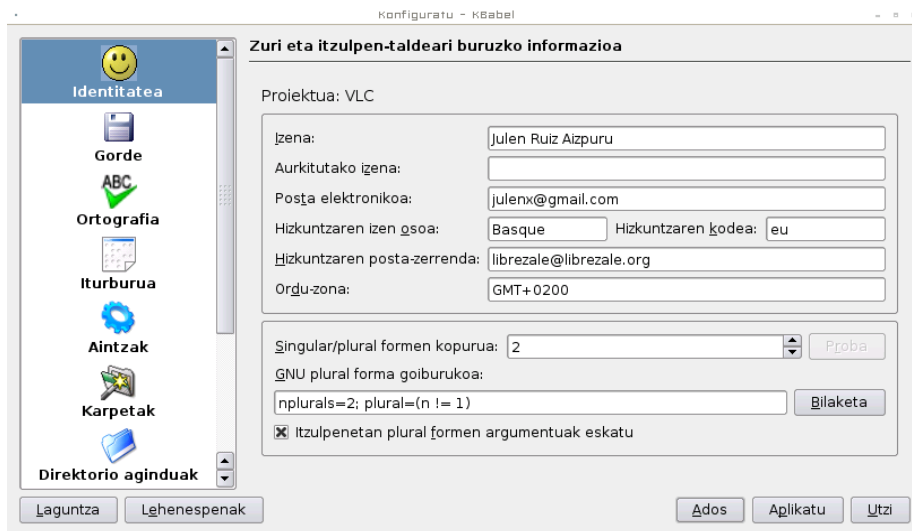 Konfiguratu - KBabel
Zuri eta itzulpen-taldeari buruzko informazioa
Identitatea
Gorde
ABC
Ortografia
Iturburua
Aintzak
Karpetak
Direktorio aginduak
Proiektua: VLC
Izena: Julen Ruiz Aizpuru
Aurkitutako izena:
Posta elektronikoa: julenx@gmail.com
Hizkuntzaren izen osoa: Basque Hizkuntzaren kodea: eu
Hizkuntzaren posta-zerrenda: librezale@librezale.org
Ordu-zona: GMT+0200
Singular/plural formen kopurua: 2 Proba
GNU plural forma goiburukoa:
nplurals=2; plural=(n != 1) Bilaketa
Itzulpenetan plural formen argumentuak eskatu
Laguntza Lehenespenak Ados Aplikatu Utzi